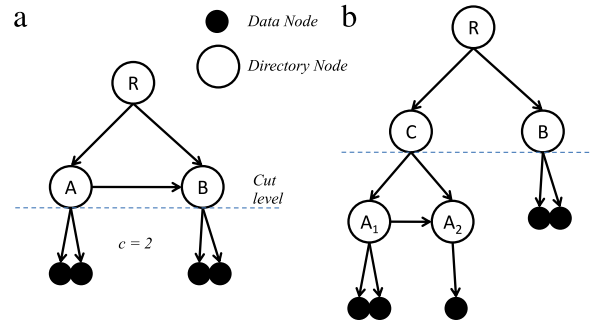 a
Data Node
Directory Node
R
A
B
Cut
level
c = 2
b
R
C
B
A₁
A₂